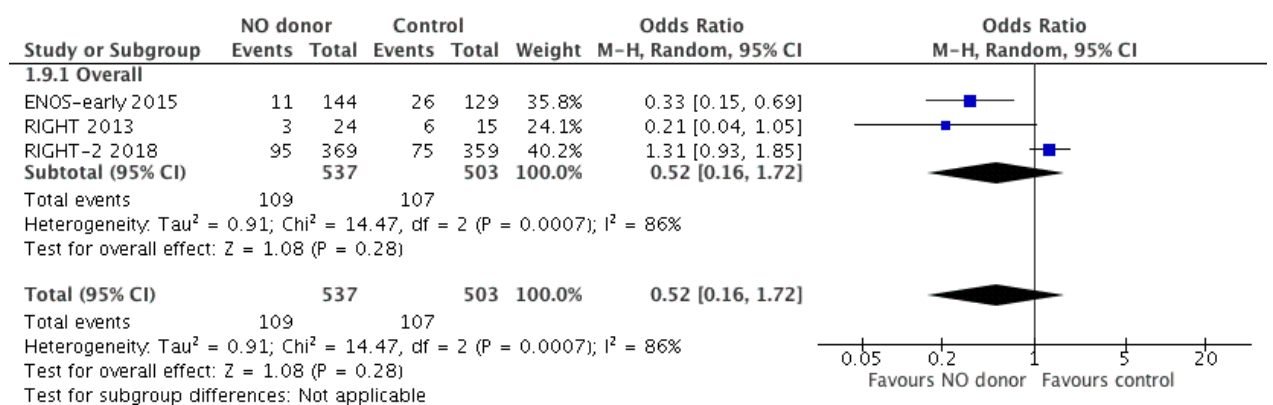 NO donor Control Odds Ratio Odds Ratio
Study or Subgroup Events Total Events Total Weight M-H, Random, 95% CI M-H, Random, 95% CI
1.9.1 Overall
ENOS-early 2015 11 144 26 129 35.8% 0.33 [0.15, 0.69]
RIGHT 2013 3 24 6 15 24.1% 0.21 [0.04, 1.05]
RIGHT-2 2018 95 369 75 359 40.2% 1.31 [0.93, 1.85]
Subtotal (95% CI) 537 503 100.0% 0.52 [0.16, 1.72]
Total events 109 107
Heterogeneity: Tau² = 0.91; Chi² = 14.47, df = 2 (P = 0.0007); I² = 86%
Test for overall effect: Z = 1.08 (P = 0.28)
Total (95% CI) 537 503 100.0% 0.52 [0.16, 1.72]
Total events 109 107
Heterogeneity: Tau² = 0.91; Chi² = 14.47, df = 2 (P = 0.0007); I² = 86%
Test for overall effect: Z = 1.08 (P = 0.28)
Test for subgroup differences: Not applicable
0.05 0.2 1 5 20
Favours NO donor Favours control